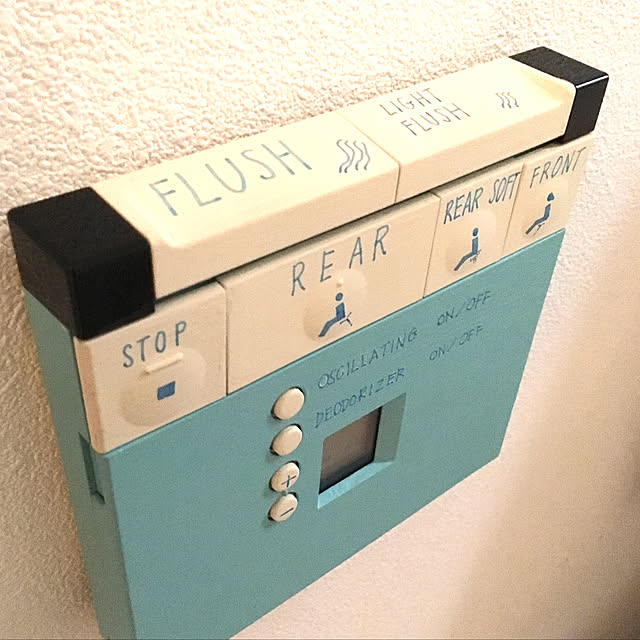 FLUSH
LIGHT
FLUSH
STOP
REAR
REAR SOFT
FRONT
OSCILLATING ON/OFF
DEODORIZER ON/OFF
+
-